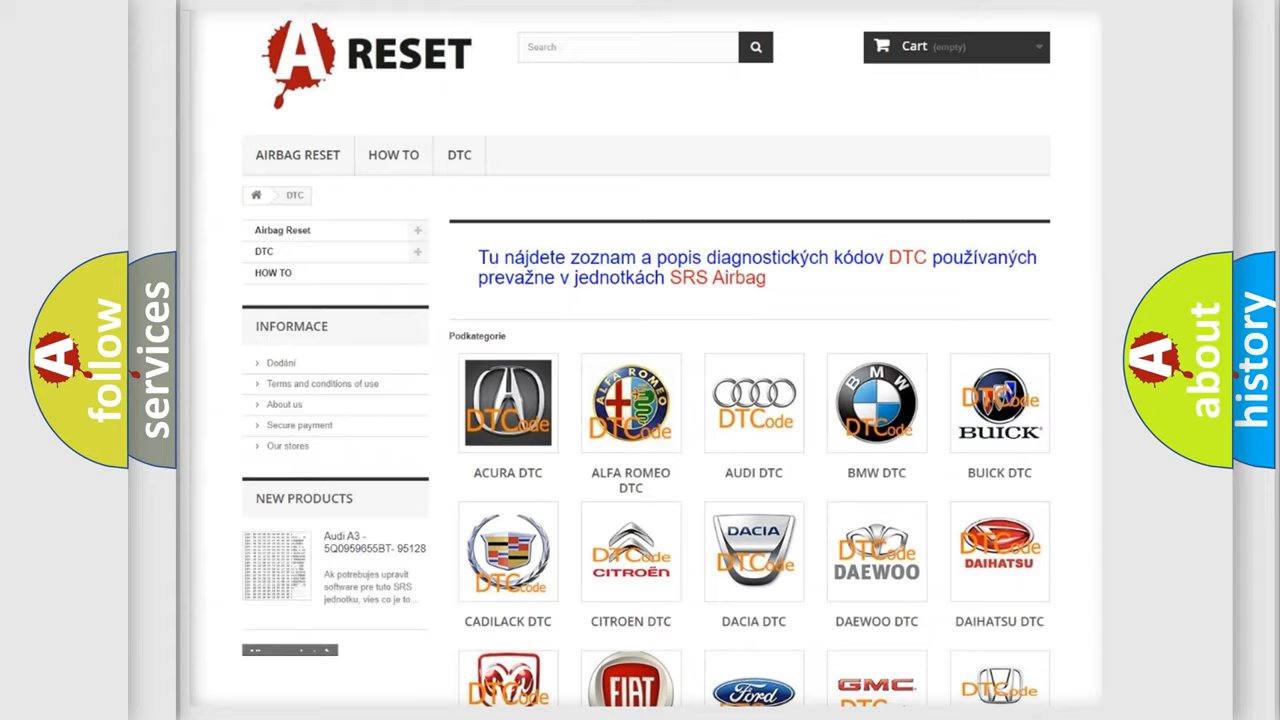 A RESET
Search
Cart (empty)
AIRBAG RESET
HOW TO
DTC
DTC
Airbag Reset
DTC
HOW TO
INFORMACE
Dodání
Terms and conditions of use
About us
Secure payment
Our stores
NEW PRODUCTS
Audi A3 -
5Q0959655BT- 95128
Ak potrebujes upravit
software pre tuto SRS
jednotku, vies co je to...
Tu nájdete zoznam a popis diagnostických kódov DTC používaných
prevažne v jednotkách SRS Airbag
Podkategorie
DTCode
ALFA ROMEO
DTCode
DTCode
BMW
DTCode
DTCode
BUICK
ACURA DTC
ALFA ROMEO
DTC
AUDI DTC
BMW DTC
BUICK DTC
DTCode
DTCode
CITROËN
DACIA
DTCode
DTCode
DAEWOO
DTCode
DAIHATSU
CADILACK DTC
CITROEN DTC
DACIA DTC
DAEWOO DTC
DAIHATSU DTC
DTCode
FIAT
Ford
GMC
DTCode
A follow
services
A about
history